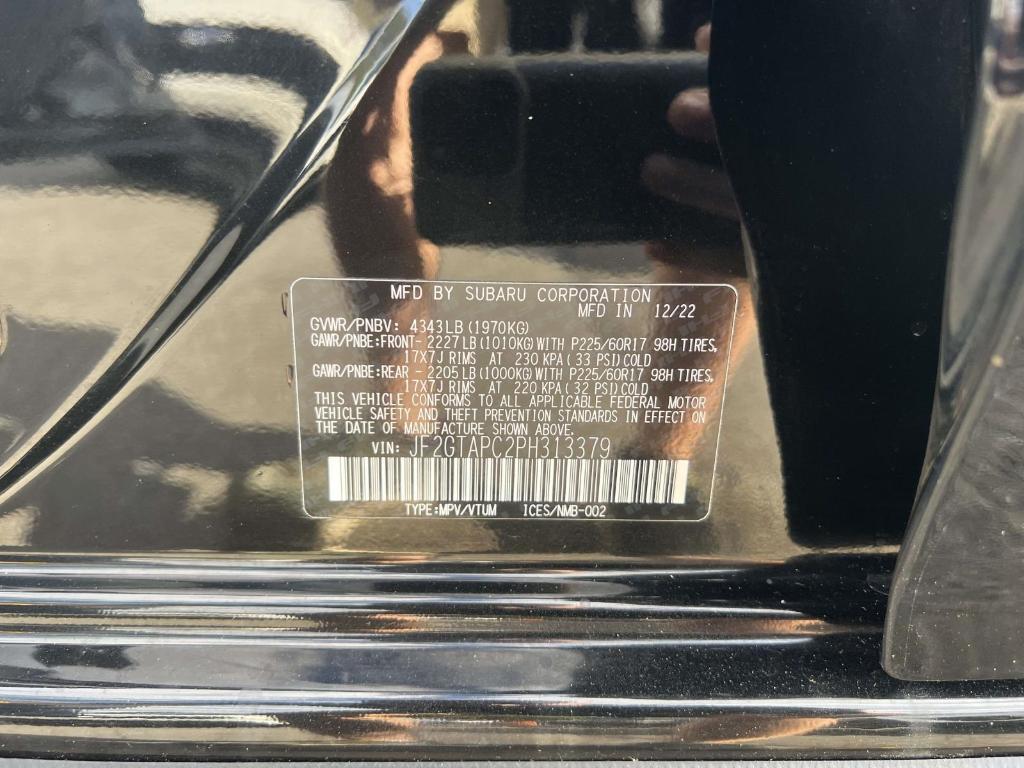 MFD BY SUBARU CORPORATION
MFD IN 12/22
GVWR/PNBV: 4343LB(1970KG)
GAWR/PNBE:FRONT- 2227LB(1010KG)WITH P225/60R17 98H TIRES,
17X7J RIMS AT 230 KPA( 33 PSI)COLD
GAWR/PNBE:REAR - 2205LB(1000KG)WITH P225/60R17 98H TIRES,
17X7J RIMS AT 220 KPA( 32 PSI)COLD
THIS VEHICLE CONFORMS TO ALL APPLICABLE FEDERAL MOTOR
VEHICLE SAFETY AND THEFT PREVENTION STANDARDS IN EFFECT ON
THE DATE OF MANUFACTURE SHOWN ABOVE.
VIN: JF2GTAPC2PH313379
TYPE:MPV/VTUM ICES/NMB-002